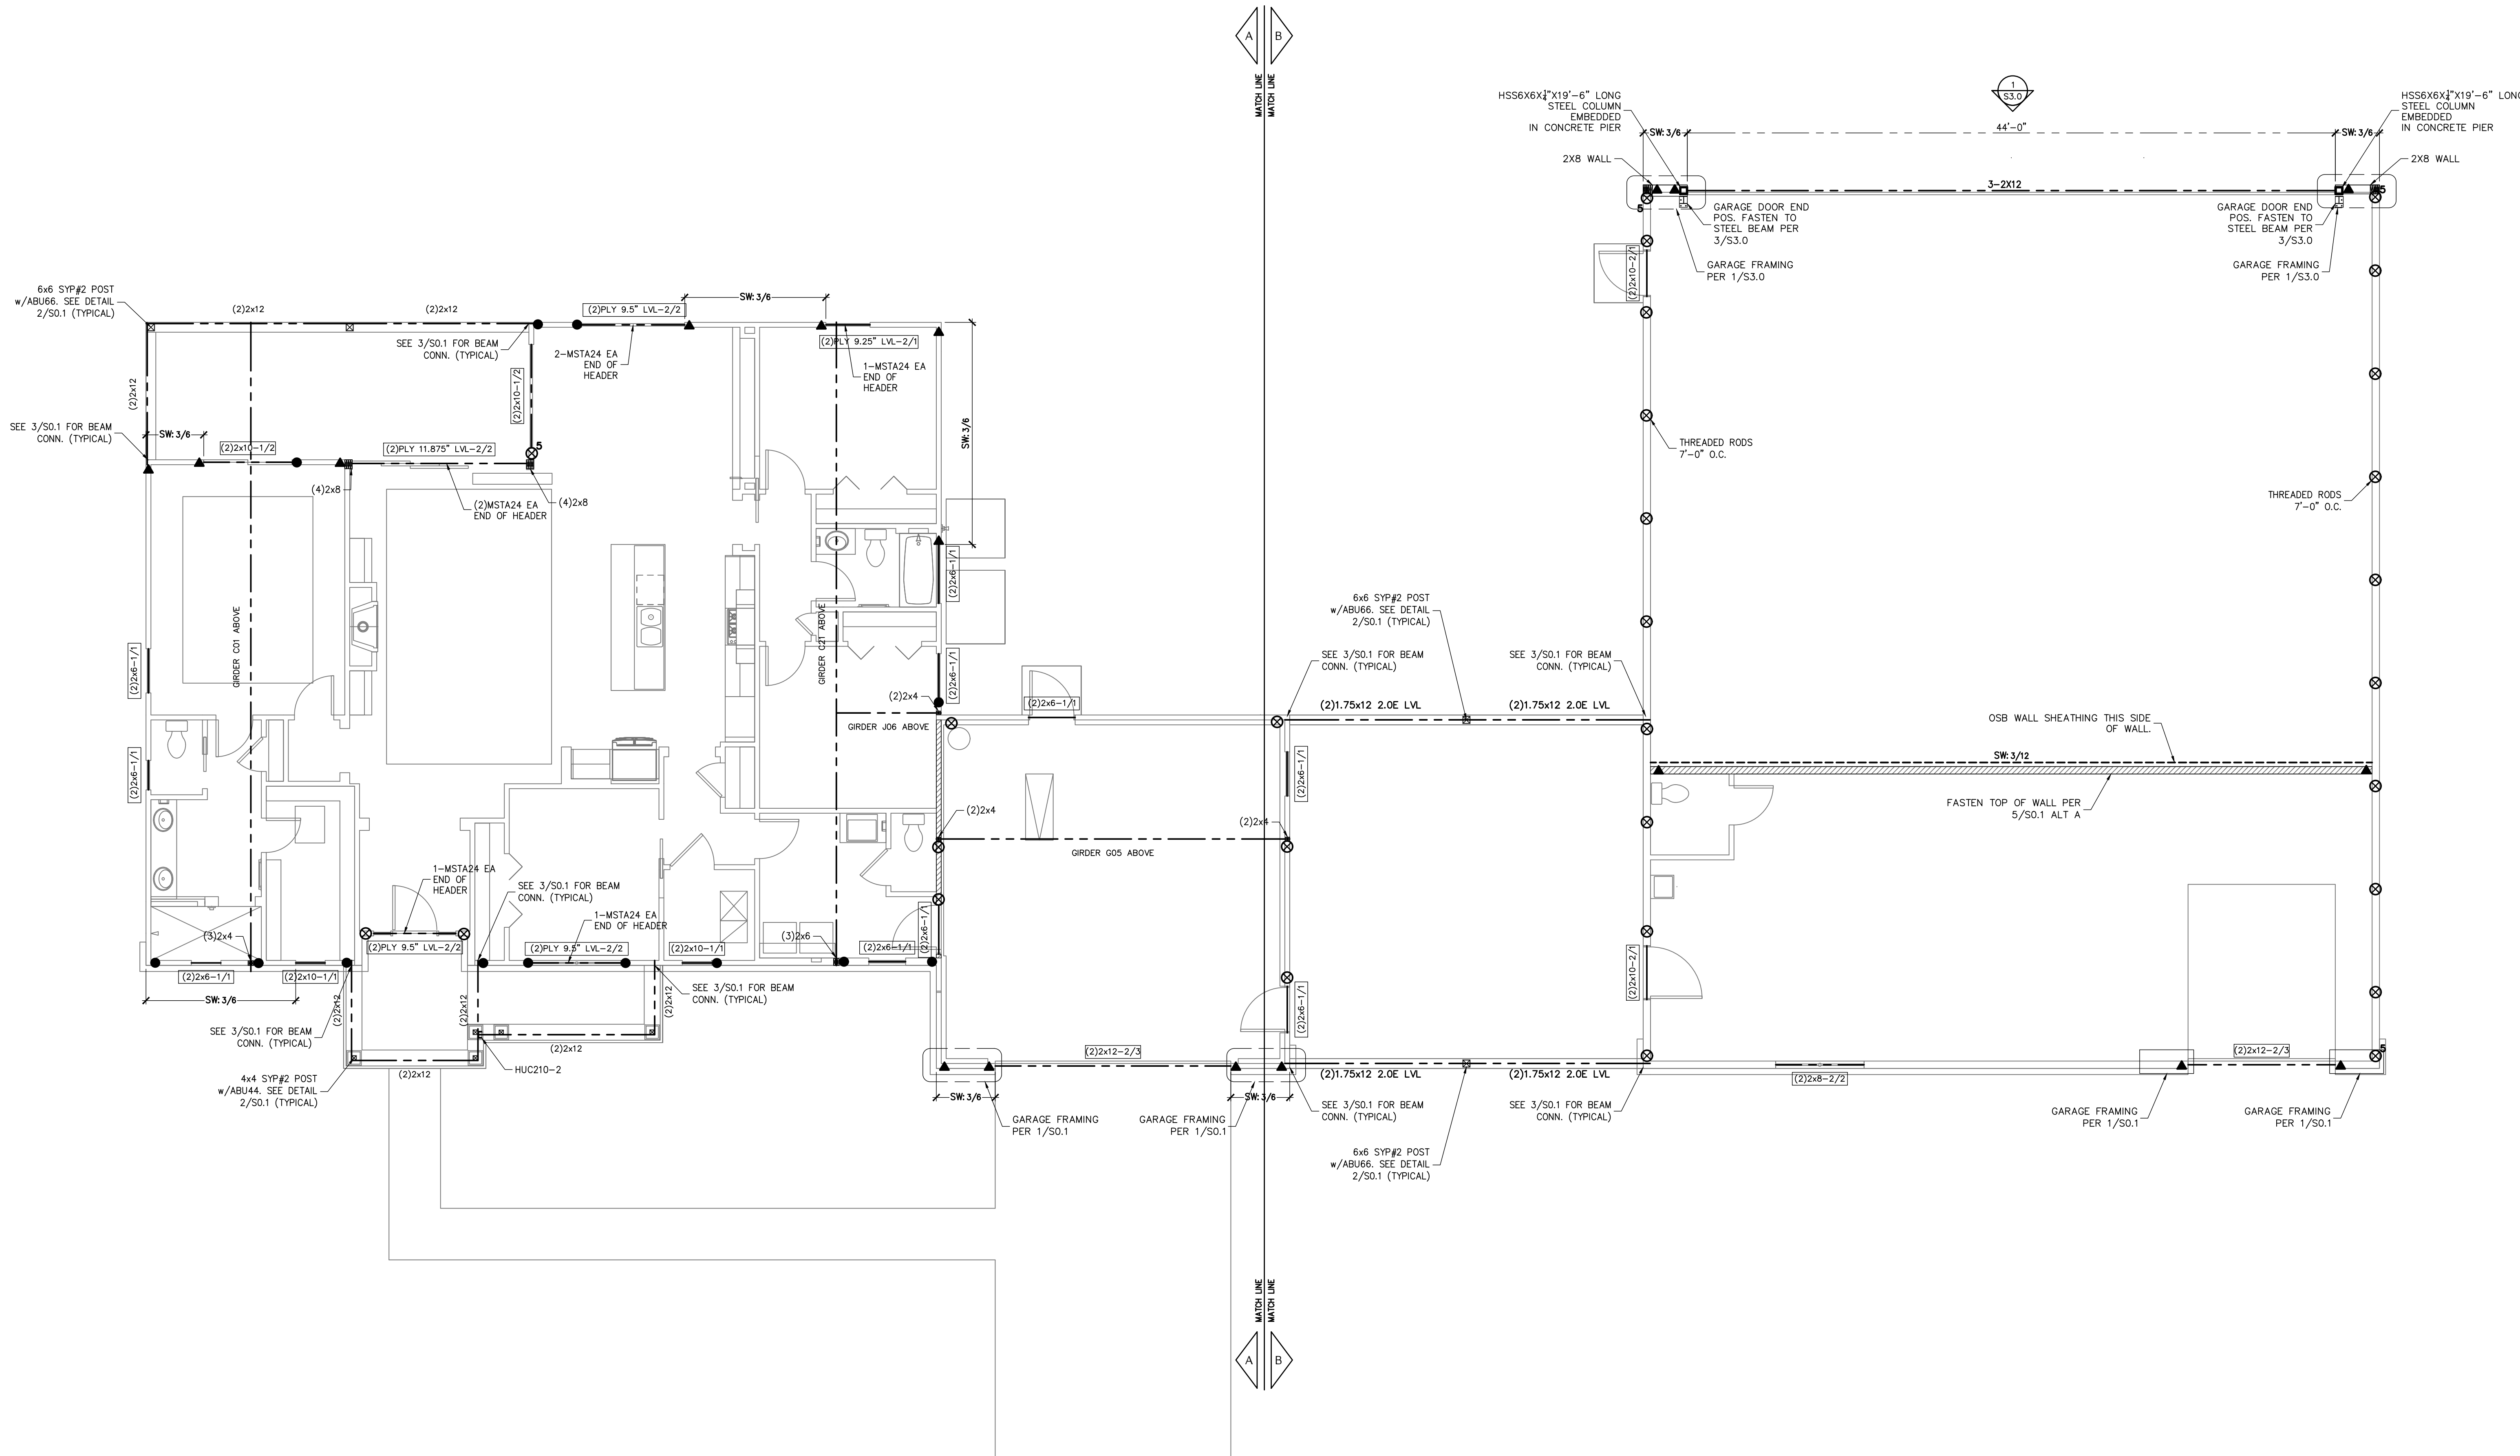 A
B
MATCH LINE
MATCH LINE
HSS6X6X¼"X19'-6" LONG
STEEL COLUMN
EMBEDDED
IN CONCRETE PIER
1
S3.0
HSS6X6X¼"X19'-6" LONG
STEEL COLUMN
EMBEDDED
IN CONCRETE PIER
SW: 3/6
44'-0"
SW: 3/6
2X8 WALL
2X8 WALL
3-2X12
5
5
GARAGE DOOR END
POS. FASTEN TO
STEEL BEAM PER
3/S3.0
GARAGE DOOR END
POS. FASTEN TO
STEEL BEAM PER
3/S3.0
GARAGE FRAMING
PER 1/S3.0
GARAGE FRAMING
PER 1/S3.0
(2)2x10-2/1
6x6 SYP#2 POST
w/ABU66. SEE DETAIL
2/S0.1 (TYPICAL)
(2)2x12
(2)2x12
(2)PLY 9.5" LVL-2/2
SW: 3/6
SEE 3/S0.1 FOR BEAM
CONN. (TYPICAL)
2-MSTA24 EA
END OF
HEADER
(2)PLY 9.25" LVL-2/1
1-MSTA24 EA
END OF
HEADER
(2)2x12
(2)2x10-1/2
SW: 3/6
SEE 3/S0.1 FOR BEAM
CONN. (TYPICAL)
SW: 3/6
(2)2x10-1/2
(2)PLY 11.875" LVL-2/2
5
(4)2x8
(2)MSTA24 EA
END OF HEADER
(4)2x8
THREADED RODS
7'-0" O.C.
THREADED RODS
7'-0" O.C.
(2)2x6-1/1
GIRDER C01 ABOVE
GIRDER C21 ABOVE
(2)2x6-1/1
(2)2x6-1/1
(2)2x4
GIRDER J06 ABOVE
(2)2x6-1/1
6x6 SYP#2 POST
w/ABU66. SEE DETAIL
2/S0.1 (TYPICAL)
SEE 3/S0.1 FOR BEAM
CONN. (TYPICAL)
SEE 3/S0.1 FOR BEAM
CONN. (TYPICAL)
(2)1.75x12 2.0E LVL
(2)1.75x12 2.0E LVL
OSB WALL SHEATHING THIS SIDE
OF WALL.
SW: 3/12
(2)2x6-1/1
(2)2x6-1/1
FASTEN TOP OF WALL PER
5/S0.1 ALT A
(2)2x4
(2)2x4
GIRDER G05 ABOVE
1-MSTA24 EA
END OF
HEADER
SEE 3/S0.1 FOR BEAM
CONN. (TYPICAL)
1-MSTA24 EA
END OF HEADER
(3)2x4
(2)PLY 9.5" LVL-2/2
(2)PLY 9.5" LVL-2/2
(2)2x10-1/1
(3)2x6
(2)2x6-1/1
(2)2x6-1/1
(2)2x10-2/1
(2)2x6-1/1
(2)2x10-1/1
SW: 3/6
SEE 3/S0.1 FOR BEAM
CONN. (TYPICAL)
(2)2x12
(2)2x12
(2)2x12
SEE 3/S0.1 FOR BEAM
CONN. (TYPICAL)
(2)2x6-1/1
(2)2x12
HUC210-2
(2)2x12
4x4 SYP#2 POST
w/ABU44. SEE DETAIL
2/S0.1 (TYPICAL)
(2)2x12-2/3
SW: 3/6
SW: 3/6
GARAGE FRAMING
PER 1/S0.1
GARAGE FRAMING
PER 1/S0.1
(2)1.75x12 2.0E LVL
(2)1.75x12 2.0E LVL
SEE 3/S0.1 FOR BEAM
CONN. (TYPICAL)
SEE 3/S0.1 FOR BEAM
CONN. (TYPICAL)
6x6 SYP#2 POST
w/ABU66. SEE DETAIL
2/S0.1 (TYPICAL)
(2)2x8-2/2
(2)2x12-2/3
5
GARAGE FRAMING
PER 1/S0.1
GARAGE FRAMING
PER 1/S0.1
MATCH LINE
MATCH LINE
A
B